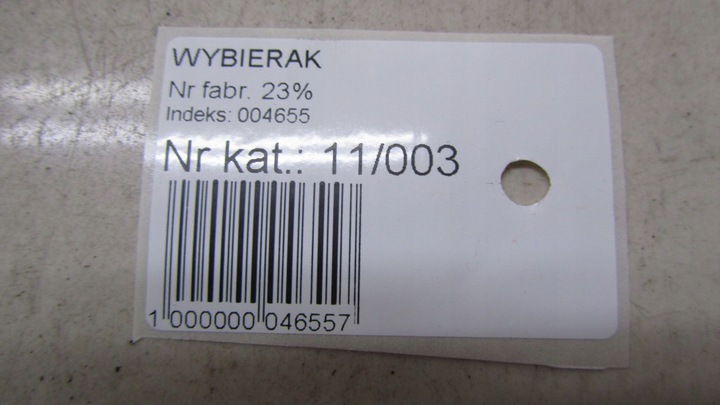 WYBIERAK
Nr fabr. 23%
Indeks: 004655
Nr kat.: 11/003
1 000000 046557